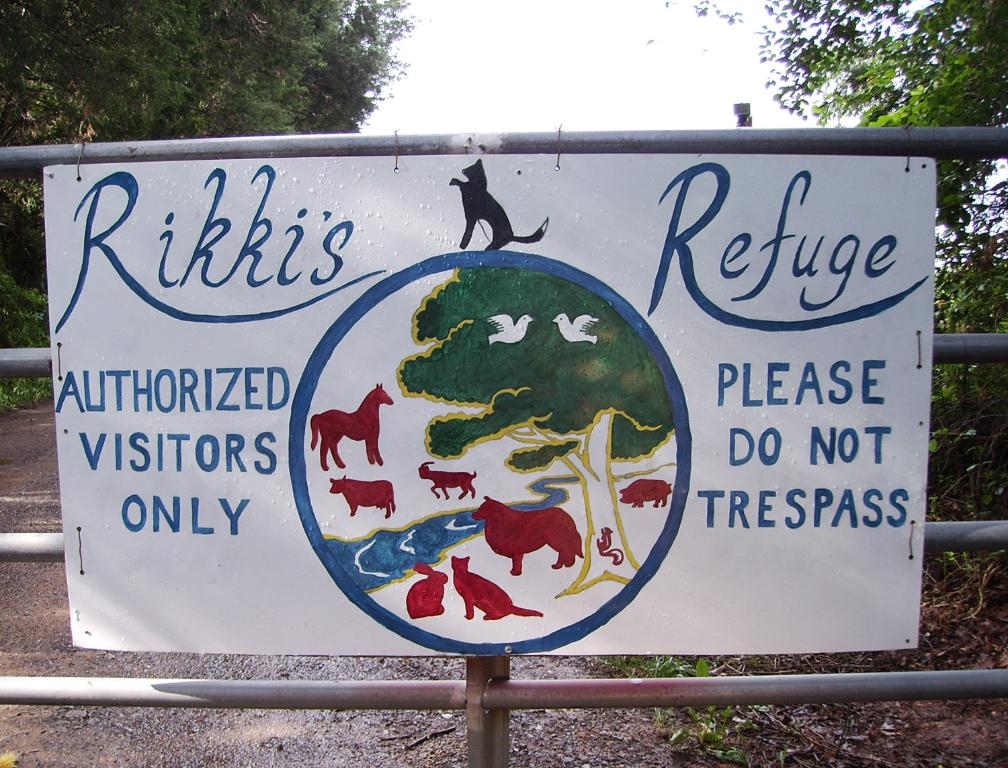 Rikki's Refuge
AUTHORIZED
VISITORS
ONLY
PLEASE
DO NOT
TRESPASS